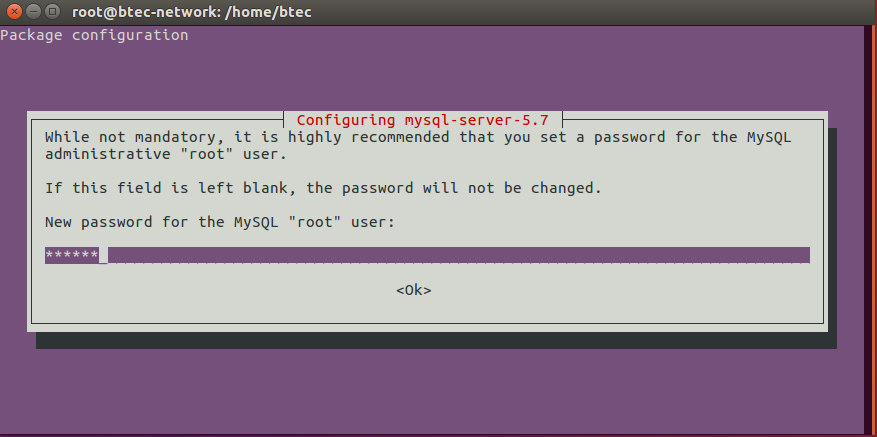 root@btec-network: /home/btec
Package configuration
Configuring mysql-server-5.7
While not mandatory, it is highly recommended that you set a password for the MySQL
administrative "root" user.
If this field is left blank, the password will not be changed.
New password for the MySQL "root" user:
******_
<Ok>